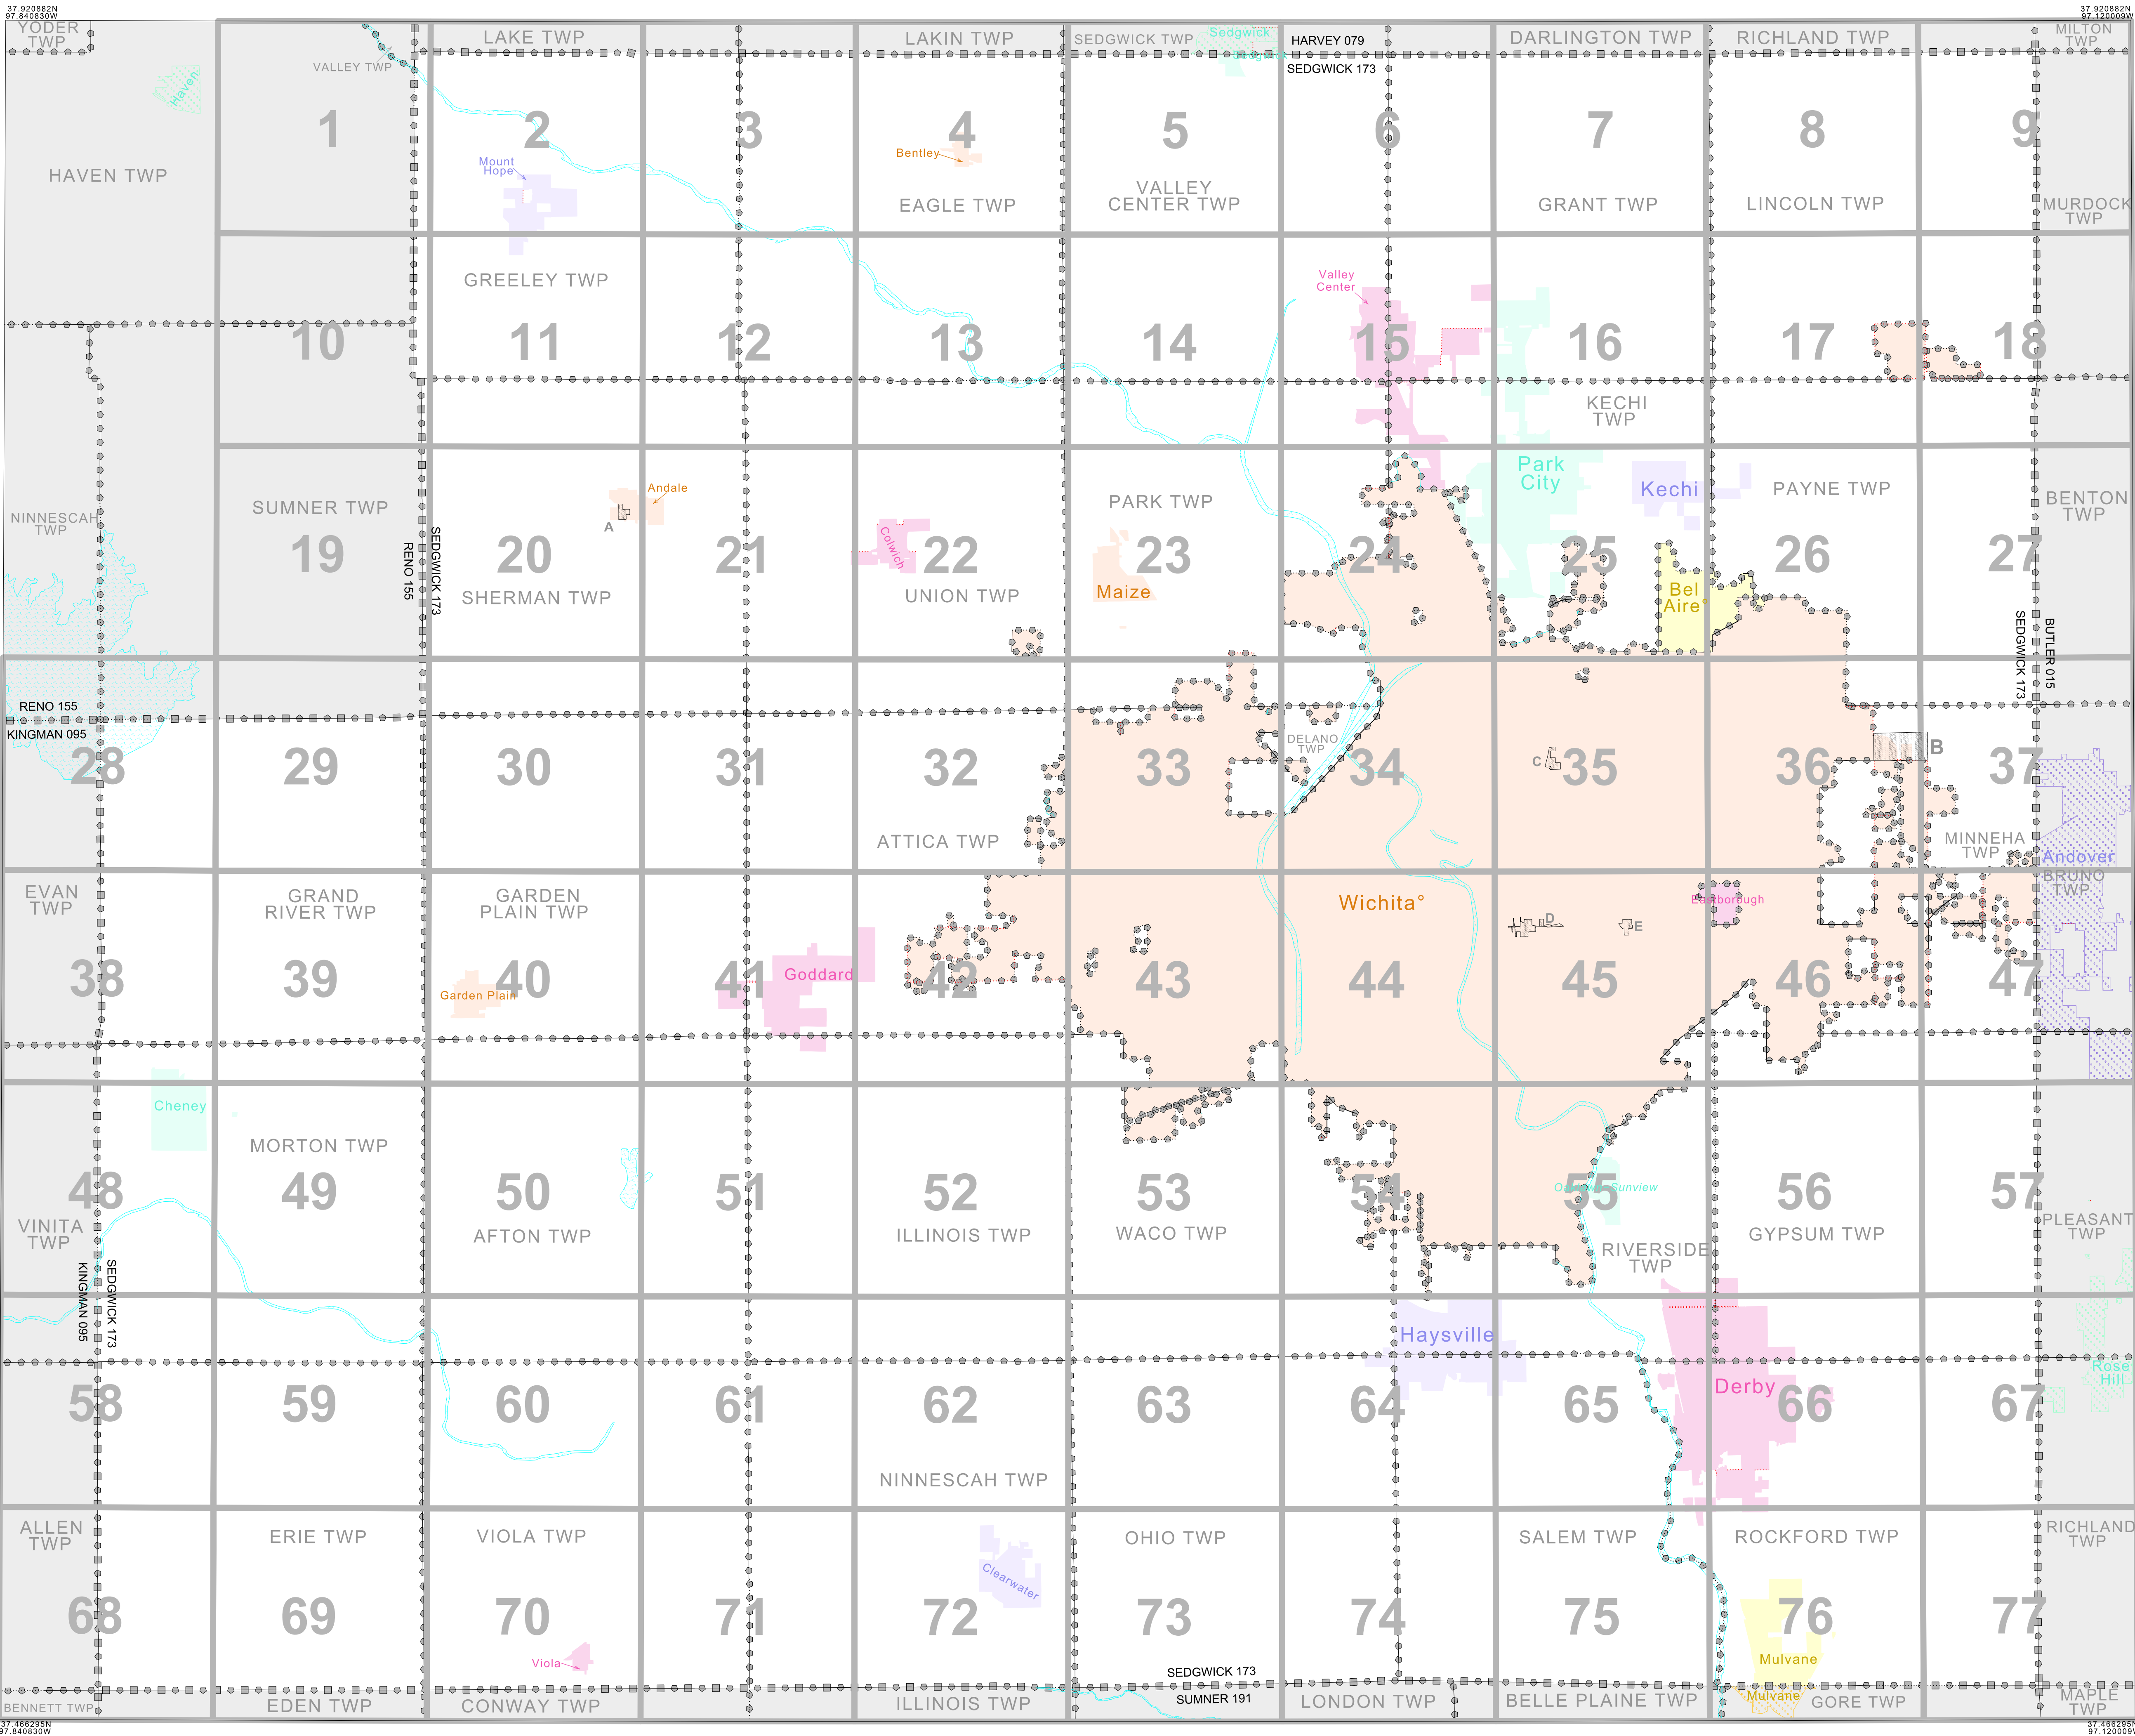 37.920882N
97.840830W
37.920882N
97.120009W
YODER
TWP
LAKE TWP
LAKIN TWP
SEDGWICK TWP
Sedgwick
HARVEY 079
DARLINGTON TWP
RICHLAND TWP
MILTON
TWP
VALLEY TWP
SEDGWICK 173
Haven
1
2
3
4
5
6
7
8
9
Bentley
Mount
Hope
HAVEN TWP
EAGLE TWP
VALLEY
CENTER TWP
GRANT TWP
LINCOLN TWP
MURDOCK
TWP
GREELEY TWP
Valley
Center
10
11
12
13
14
15
16
17
18
KECHI
TWP
SUMNER TWP
Andale
A
PARK TWP
Park
City
Kechi
PAYNE TWP
BENTON
TWP
NINNESCAH
TWP
RENO 155
SEDGWICK 173
Colwich
19
20
21
22
23
24
25
26
27
SHERMAN TWP
UNION TWP
Maize
Bel
Aire°
SEDGWICK 173
BUTLER 015
RENO 155
KINGMAN 095
DELANO
TWP
B
C
28
29
30
31
32
33
34
35
36
37
ATTICA TWP
MINNEHA
TWP
Andover
BRUNO
TWP
EVAN
TWP
GRAND
RIVER TWP
GARDEN
PLAIN TWP
Wichita°
Eastborough
D
E
Goddard
Garden Plain
38
39
40
41
42
43
44
45
46
47
Cheney
MORTON TWP
48
49
50
51
52
53
54
55
56
57
Oaklawn-Sunview
VINITA
TWP
AFTON TWP
ILLINOIS TWP
WACO TWP
RIVERSIDE
TWP
GYPSUM TWP
PLEASANT
TWP
KINGMAN 095
SEDGWICK 173
Haysville
Derby
Rose
Hill
58
59
60
61
62
63
64
65
66
67
NINNESCAH TWP
ALLEN
TWP
ERIE TWP
VIOLA TWP
OHIO TWP
SALEM TWP
ROCKFORD TWP
RICHLAND
TWP
Clearwater
68
69
70
71
72
73
74
75
76
77
Viola
Mulvane
SEDGWICK 173
SUMNER 191
BENNETT TWP
EDEN TWP
CONWAY TWP
ILLINOIS TWP
LONDON TWP
BELLE PLAINE TWP
Mulvane
GORE TWP
MAPLE
TWP
37.466295N
97.840830W
37.466295N
97.120009W